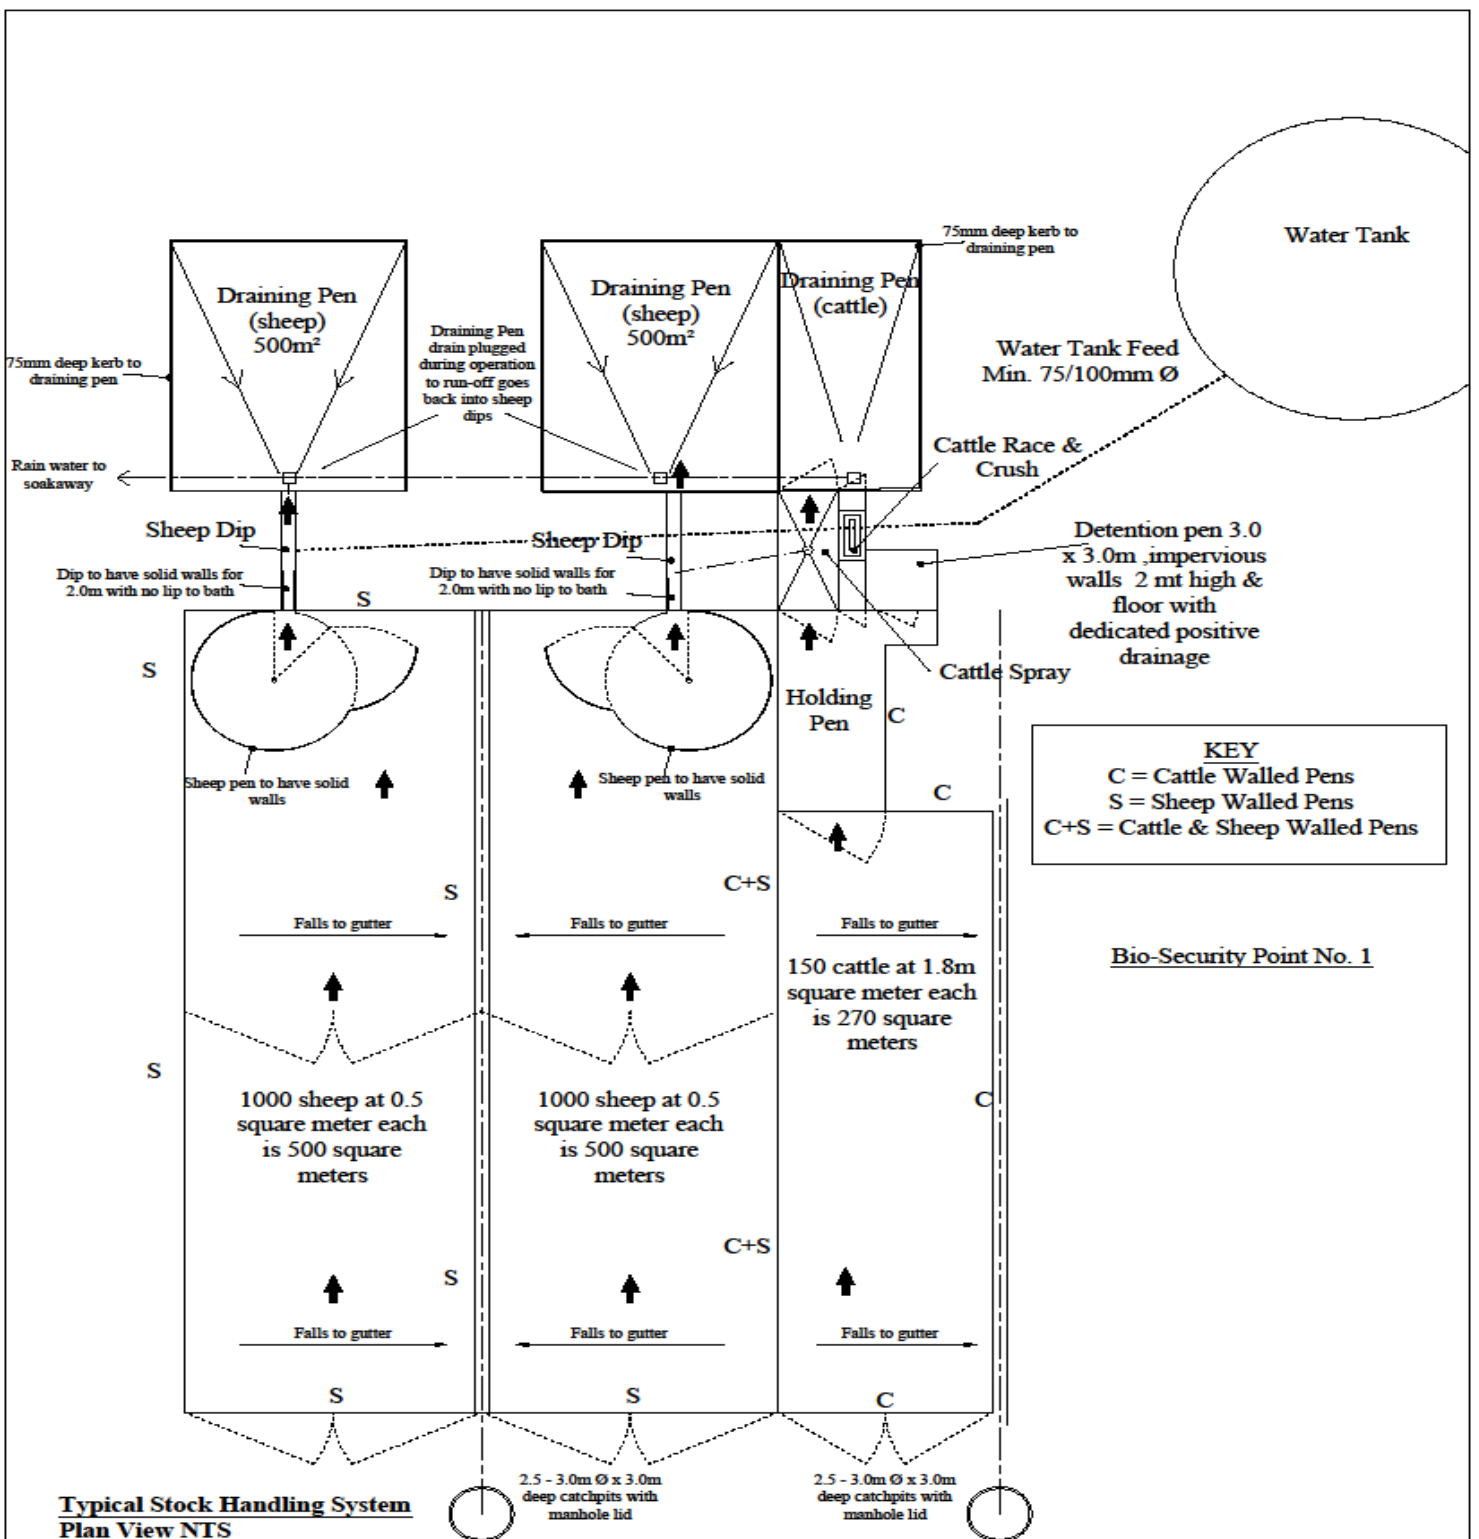 75mm deep kerb to
draining pen
Water Tank
Draining Pen
(sheep)
500m²
Draining Pen
(sheep)
500m²
Draining Pen
(cattle)
Draining Pen
drain plugged
during operation
to run-off goes
back into sheep
dips
75mm deep kerb to
draining pen
Water Tank Feed
Min. 75/100mm Ø
Rain water to
soakaway
Cattle Race &
Crush
Sheep Dip
Sheep Dip
Detention pen 3.0
x 3.0m ,impervious
walls 2 mt high &
floor with
dedicated positive
drainage
Dip to have solid walls for
2.0m with no lip to bath
Dip to have solid walls for
2.0m with no lip to bath
S
S
Cattle Spray
Holding
Pen
C
Sheep pen to have solid
walls
Sheep pen to have solid
walls
C
KEY
C = Cattle Walled Pens
S = Sheep Walled Pens
C+S = Cattle & Sheep Walled Pens
S
C+S
Falls to gutter
Falls to gutter
Falls to gutter
Bio-Security Point No. 1
150 cattle at 1.8m
square meter each
is 270 square
meters
S
1000 sheep at 0.5
square meter each
is 500 square
meters
1000 sheep at 0.5
square meter each
is 500 square
meters
C
C+S
S
Falls to gutter
Falls to gutter
Falls to gutter
S
S
C
2.5 - 3.0m Ø x 3.0m
deep catchpits with
manhole lid
2.5 - 3.0m Ø x 3.0m
deep catchpits with
manhole lid
Typical Stock Handling System
Plan View NTS